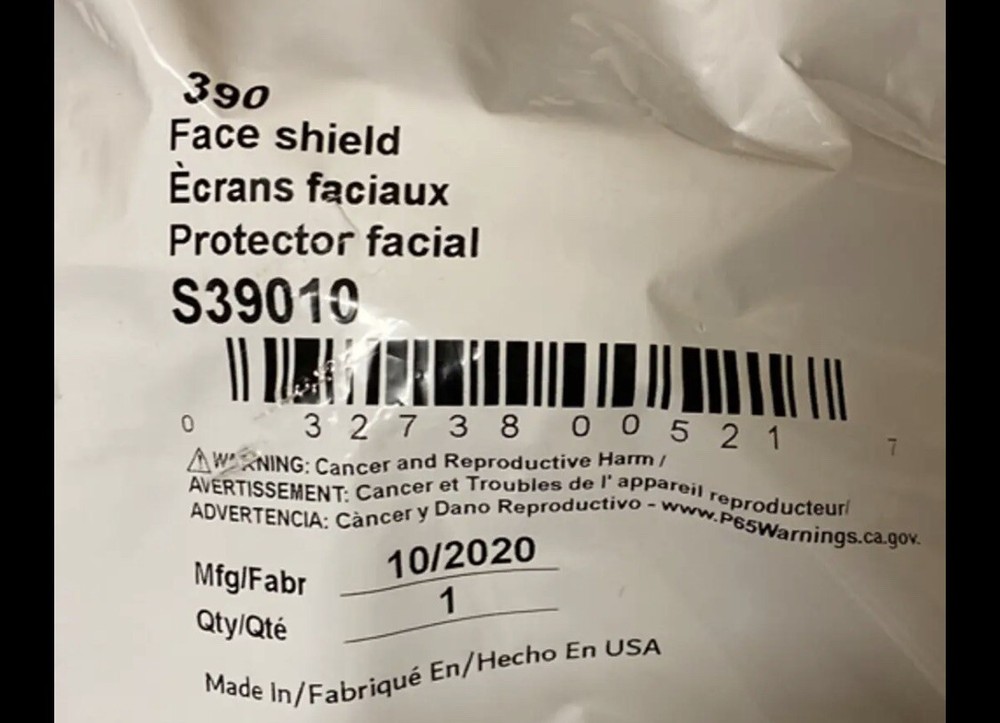 390
Face shield
Ècrans faciaux
Protector facial
S39010
0 32738 00521 7
WARNING: Cancer and Reproductive Harm /
AVERTISSEMENT: Cancer et Troubles de l' appareil reproducteur/
ADVERTENCIA: Càncer y Dano Reproductivo - www.P65Warnings.ca.gov.
Mfg/Fabr 10/2020
Qty/Qté 1
Made In/Fabriqué En/Hecho En USA